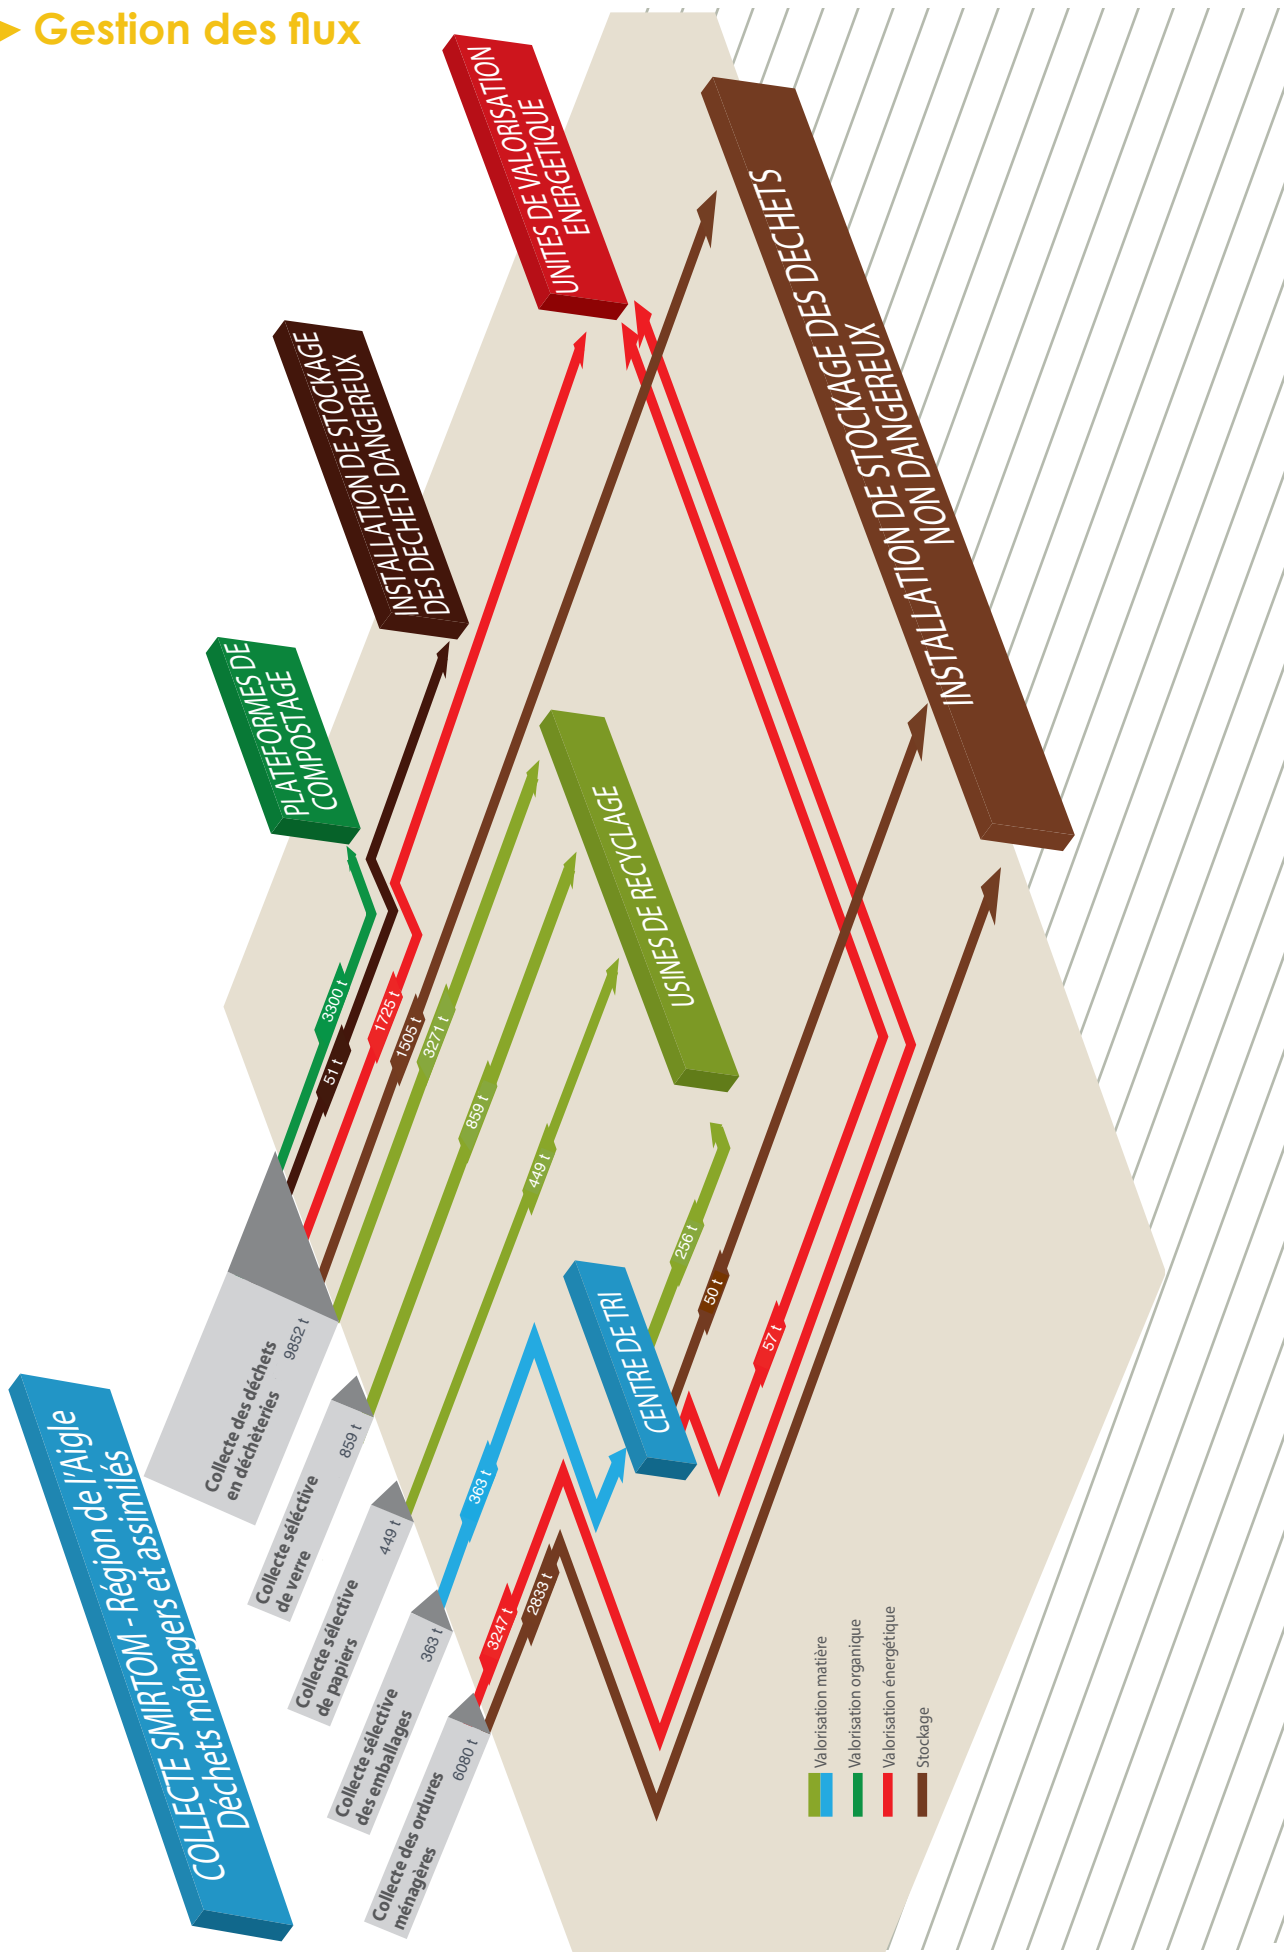 Gestion des flux
COLLECTE SMIRTOM - Région de l'Aigle
Déchets ménagers et assimilés
Collecte des déchets
en déchèteries
9852 t
Collecte séléctive
de verre
859 t
Collecte sélective
de papiers
449 t
Collecte sélective
des emballages
363 t
Collecte des ordures
ménagères
6080 t
3300 t
51 t
1725 t
1505 t
3271 t
859 t
449 t
363 t
3247 t
2833 t
256 t
50 t
57 t
CENTRE DE TRI
PLATEFORMES DE
COMPOSTAGE
INSTALLATION DE STOCKAGE
DES DECHETS DANGEREUX
UNITES DE VALORISATION
ENERGETIQUE
USINES DE RECYCLAGE
INSTALLATION DE STOCKAGE DES DECHETS
NON DANGEREUX
Valorisation matière
Valorisation organique
Valorisation énergétique
Stockage